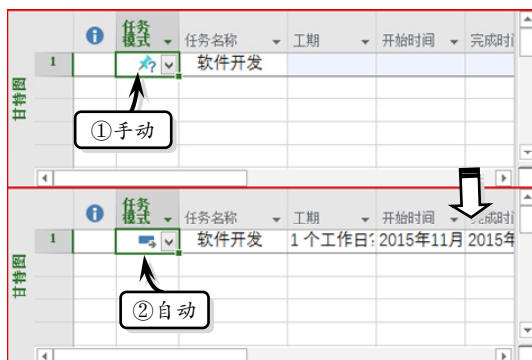 任务模式 任务名称 工期 开始时间 完成时
1 软件开发
甘特图
①手动
任务模式 任务名称 工期 开始时间 完成时
1 软件开发 1 个工作日? 2015年11月 2015年
甘特图
②自动